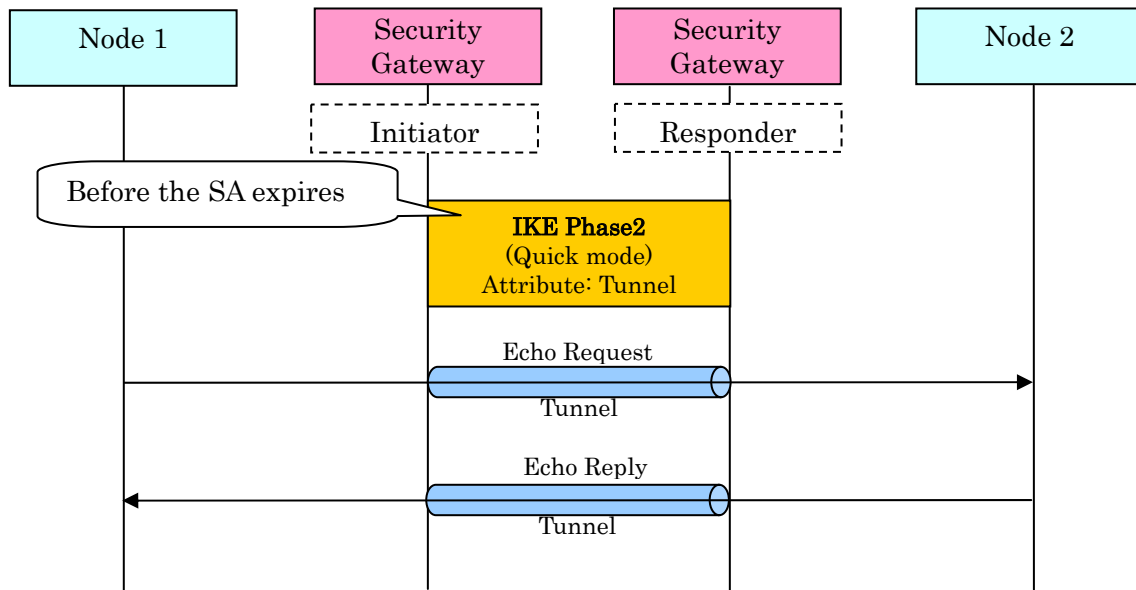 Node 1
Security
Gateway
Security
Gateway
Node 2
Initiator
Responder
Before the SA expires
IKE Phase2
(Quick mode)
Attribute: Tunnel
Echo Request
Tunnel
Echo Reply
Tunnel